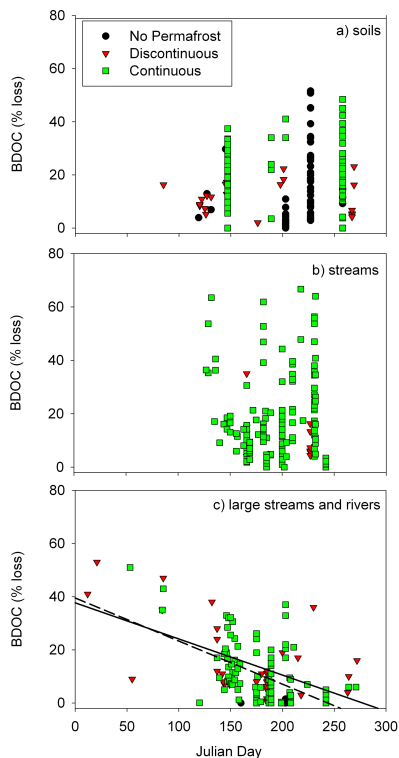 No Permafrost
Discontinuous
Continuous
a) soils
80
60
40
20
0
BDOC (% loss)
b) streams
80
60
40
20
0
BDOC (% loss)
c) large streams and rivers
80
60
40
20
0
BDOC (% loss)
0 50 100 150 200 250 300
Julian Day